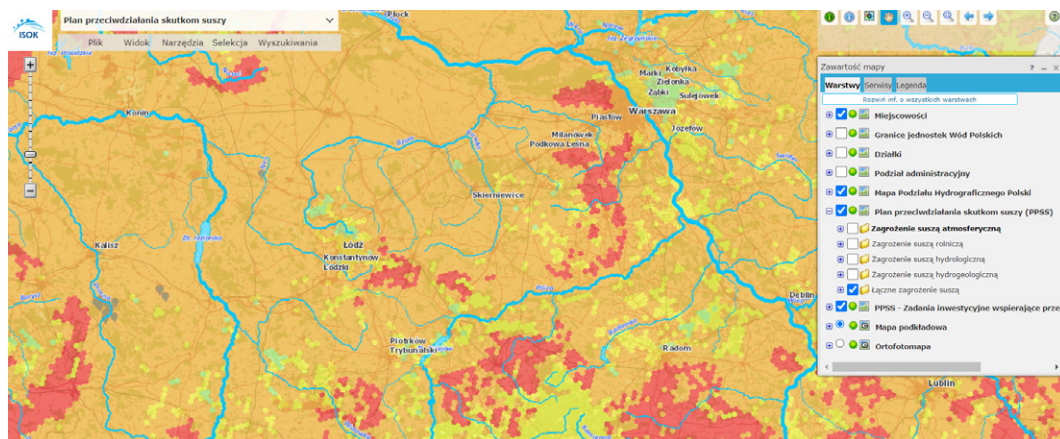 ISOK
Plan przeciwdziałania skutkom suszy
Plik Widok Narzędzia Selekcja Wyszukiwania
Płock
Konin
Kalisz
Łódź
Konstantynów
Łódzki
Skierniewice
Piotrków
Trybunalski
Marki
Kobyłka
Zielonka
Ząbki
Sulejówek
Warszawa
Piastów
Józefów
Milanówek
Podkowa Leśna
Dęblin
Radom
Lublin
Bzura
Pilica
Radomka
Zawartość mapy
Warstwy Serwisy Legenda
Rozwiń inf. o wszystkich warstwach
Miejscowości
Granice jednostek Wód Polskich
Działki
Podział administracyjny
Mapa Podziału Hydrograficznego Polski
Plan przeciwdziałania skutkom suszy (PPSS)
Zagrożenie suszą atmosferyczną
Zagrożenie suszą rolniczą
Zagrożenie suszą hydrologiczną
Zagrożenie suszą hydrogeologiczną
Łączne zagrożenie suszą
PPSS - Zadania inwestycyjne wspierające prze
Mapa podkładowa
Ortofotomapa